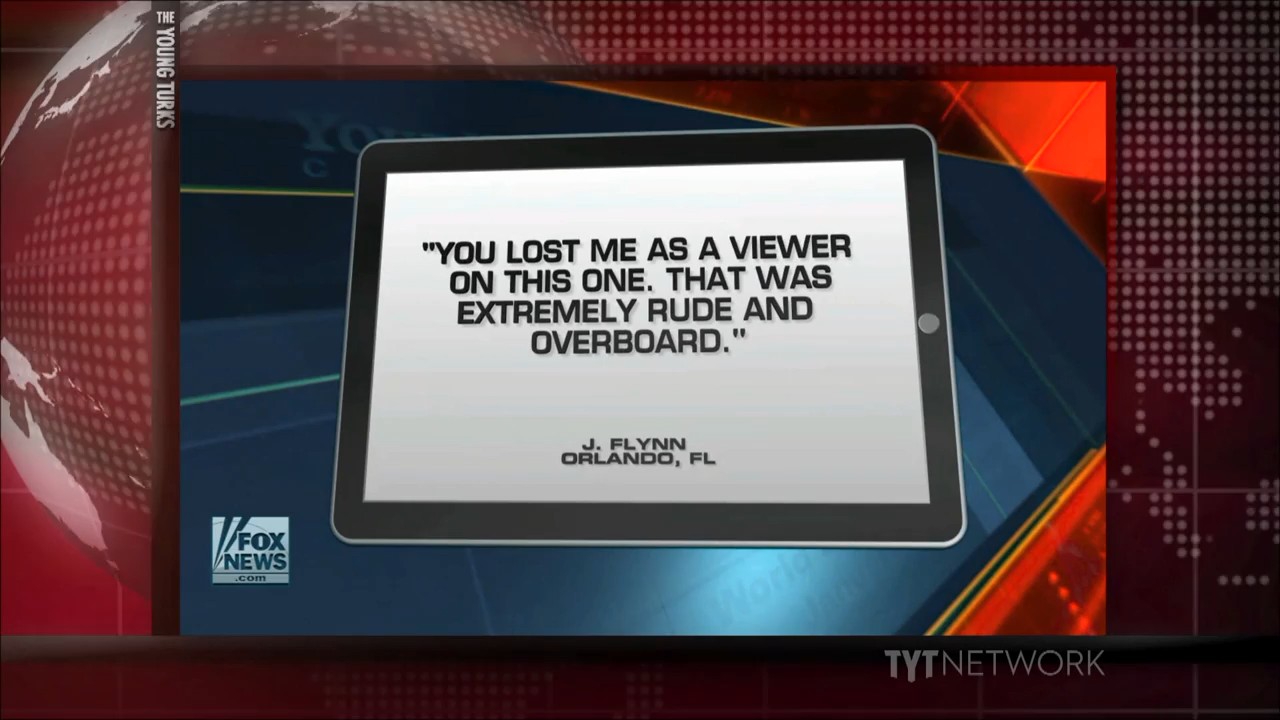 THE YOUNG TURKS
"YOU LOST ME AS A VIEWER
ON THIS ONE. THAT WAS
EXTREMELY RUDE AND
OVERBOARD."
J. FLYNN
ORLANDO, FL
FOX
NEWS
.com
World
TYTNETWORK